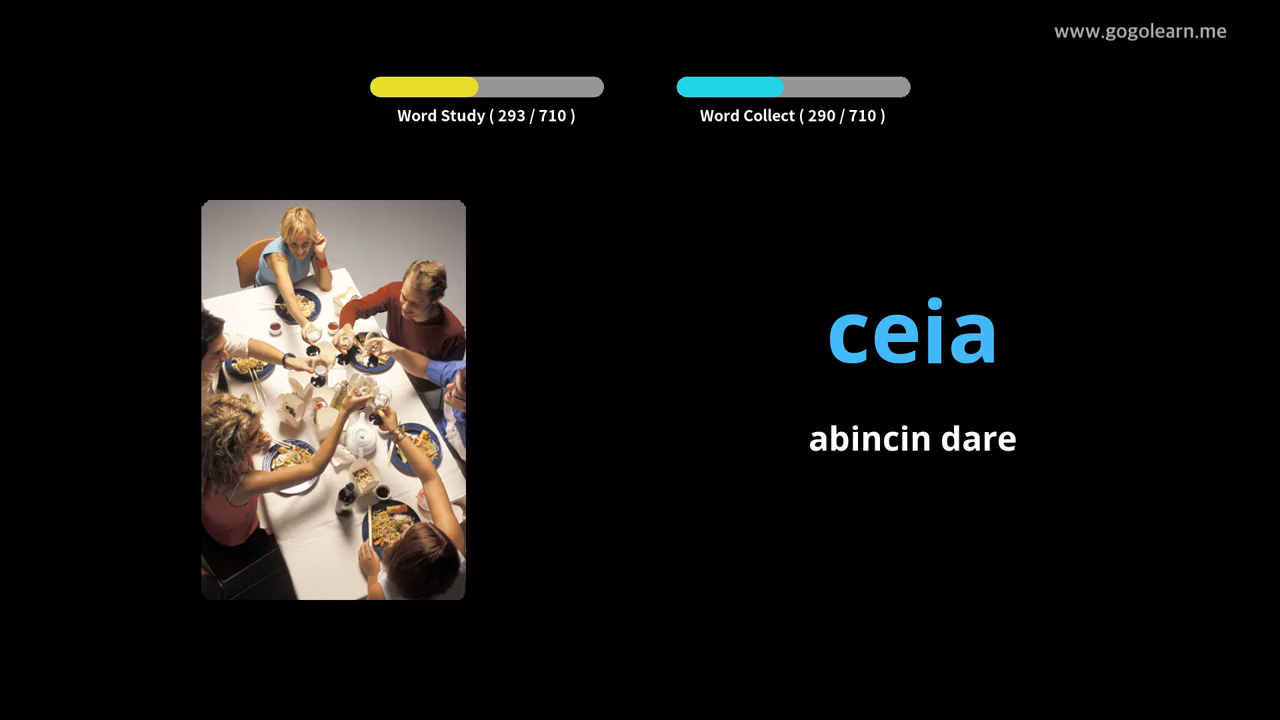 www.gogolearn.me
Word Study ( 293 / 710 )
Word Collect ( 290 / 710 )
ceia
abincin dare